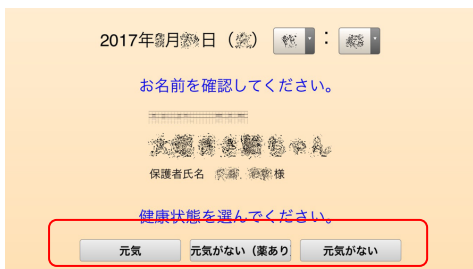 2017年月日（） ：
お名前を確認してください。
ちゃん
保護者氏名 様
健康状態を選んでください。
元気 元気がない（薬あり 元気がない